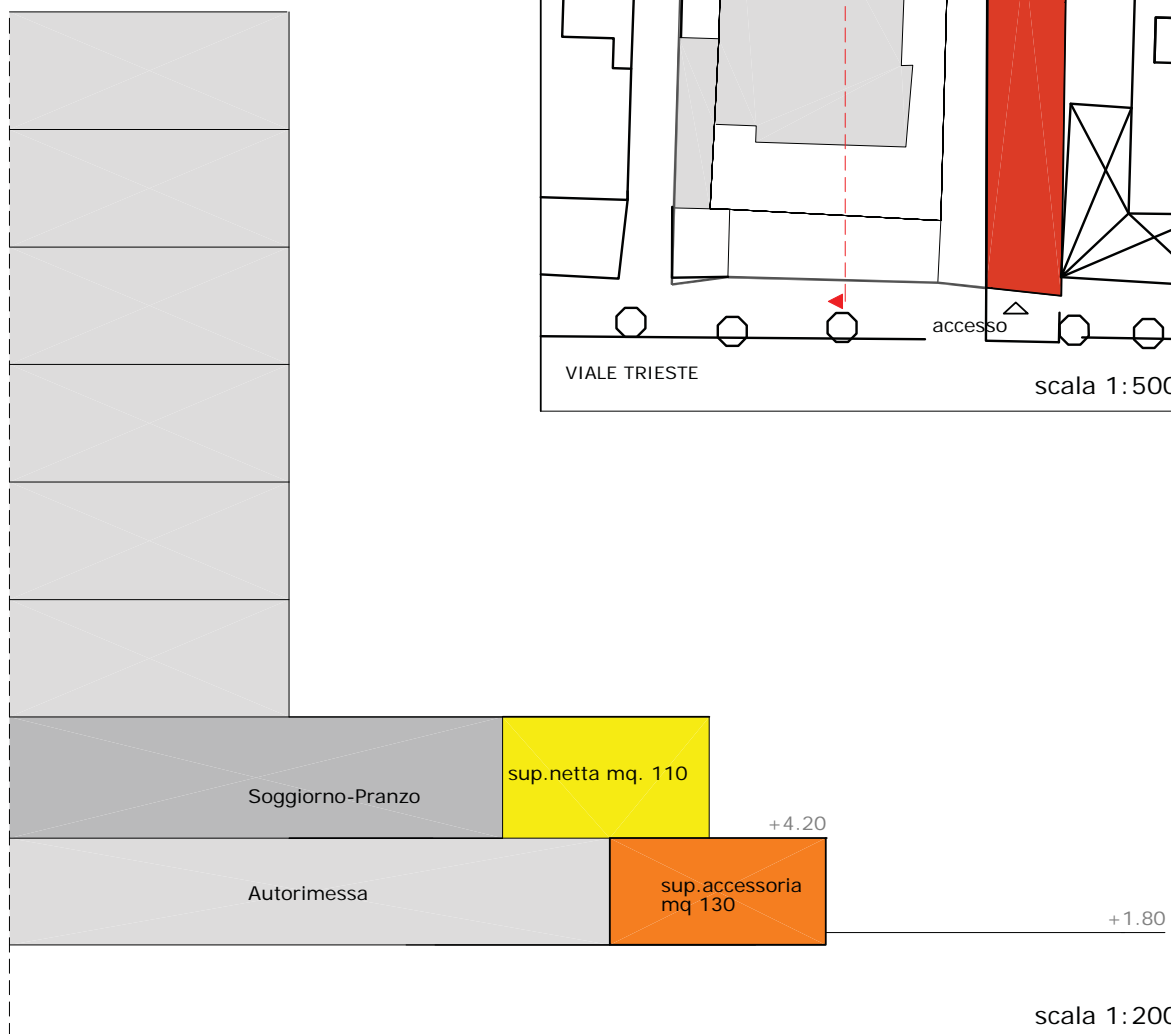 accesso
VIALE TRIESTE
scala 1:500
sup.netta mq. 110
Soggiorno-Pranzo
+4.20
Autorimessa
sup.accessoria
mq 130
+1.80
scala 1:200